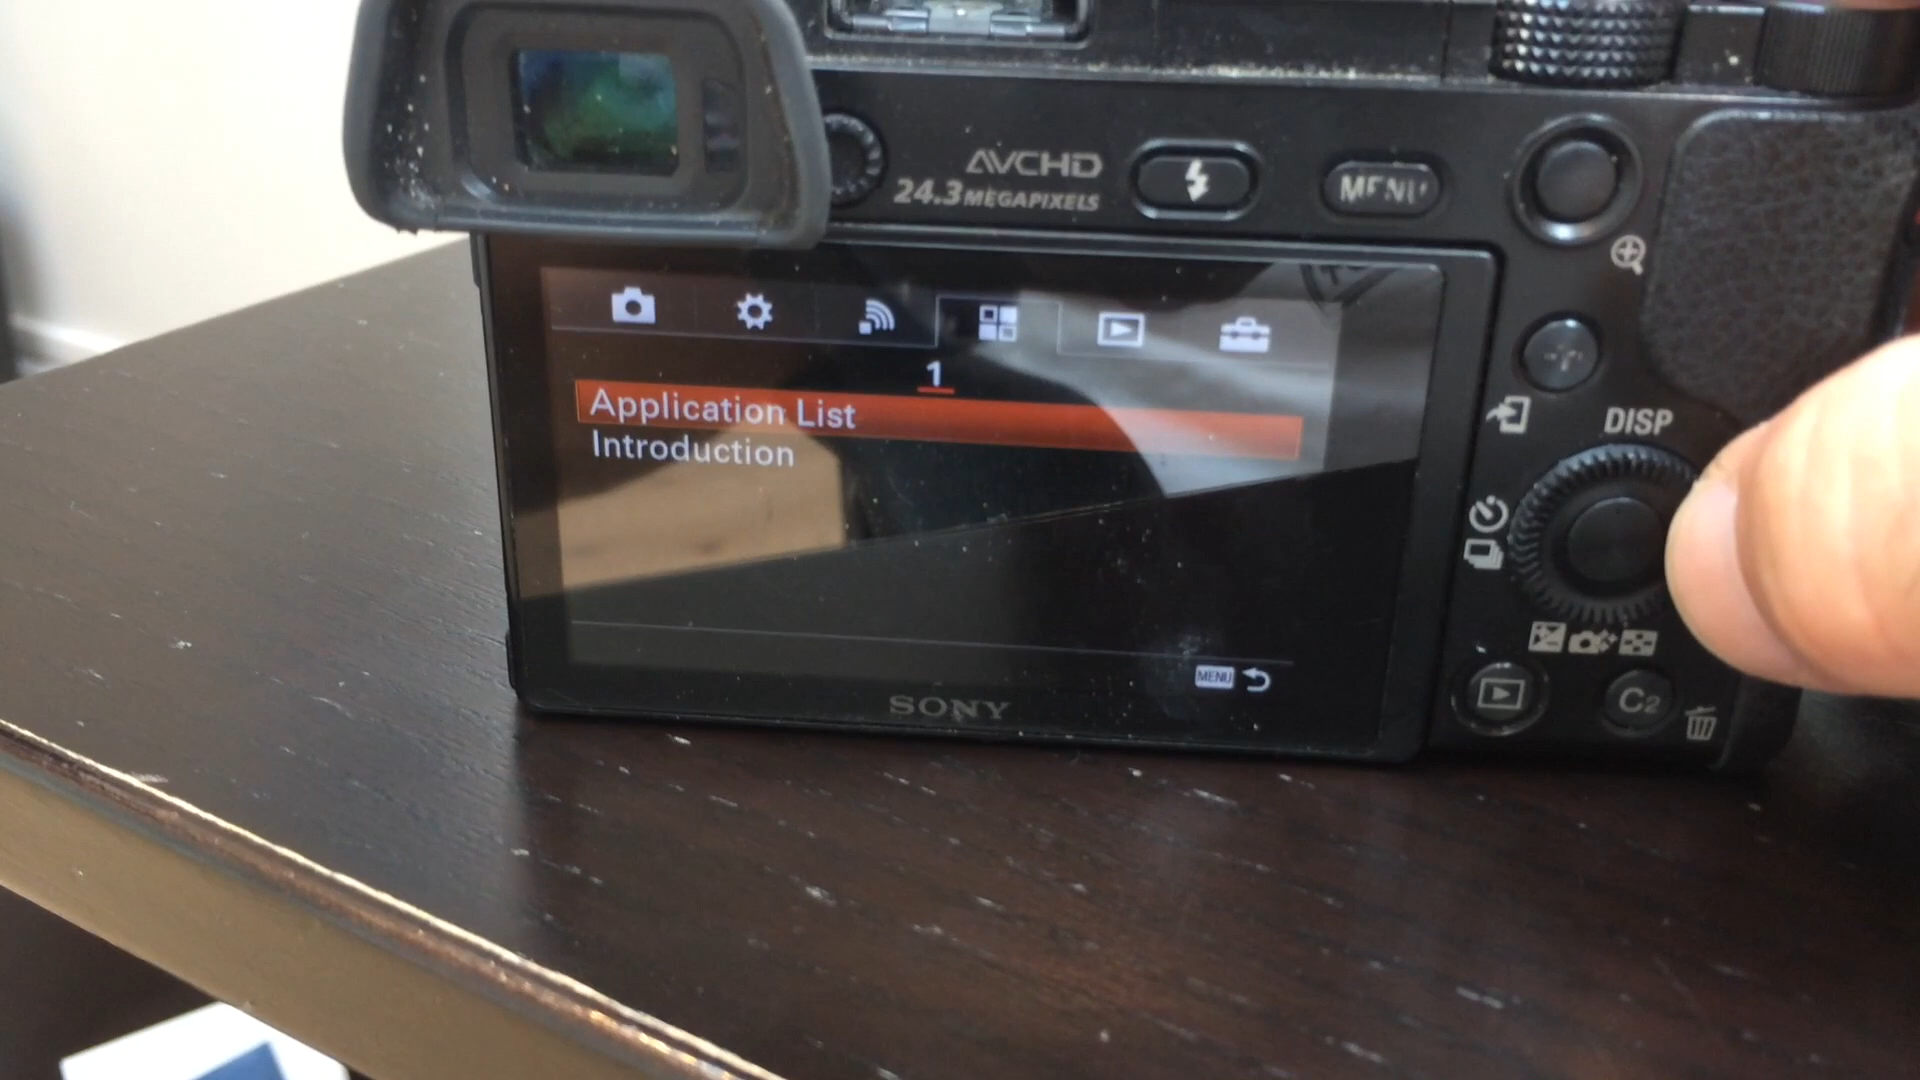 AVCHD
24.3 MEGAPIXELS
MENU
1
Application List
Introduction
DISP
MENU
SONY
C2